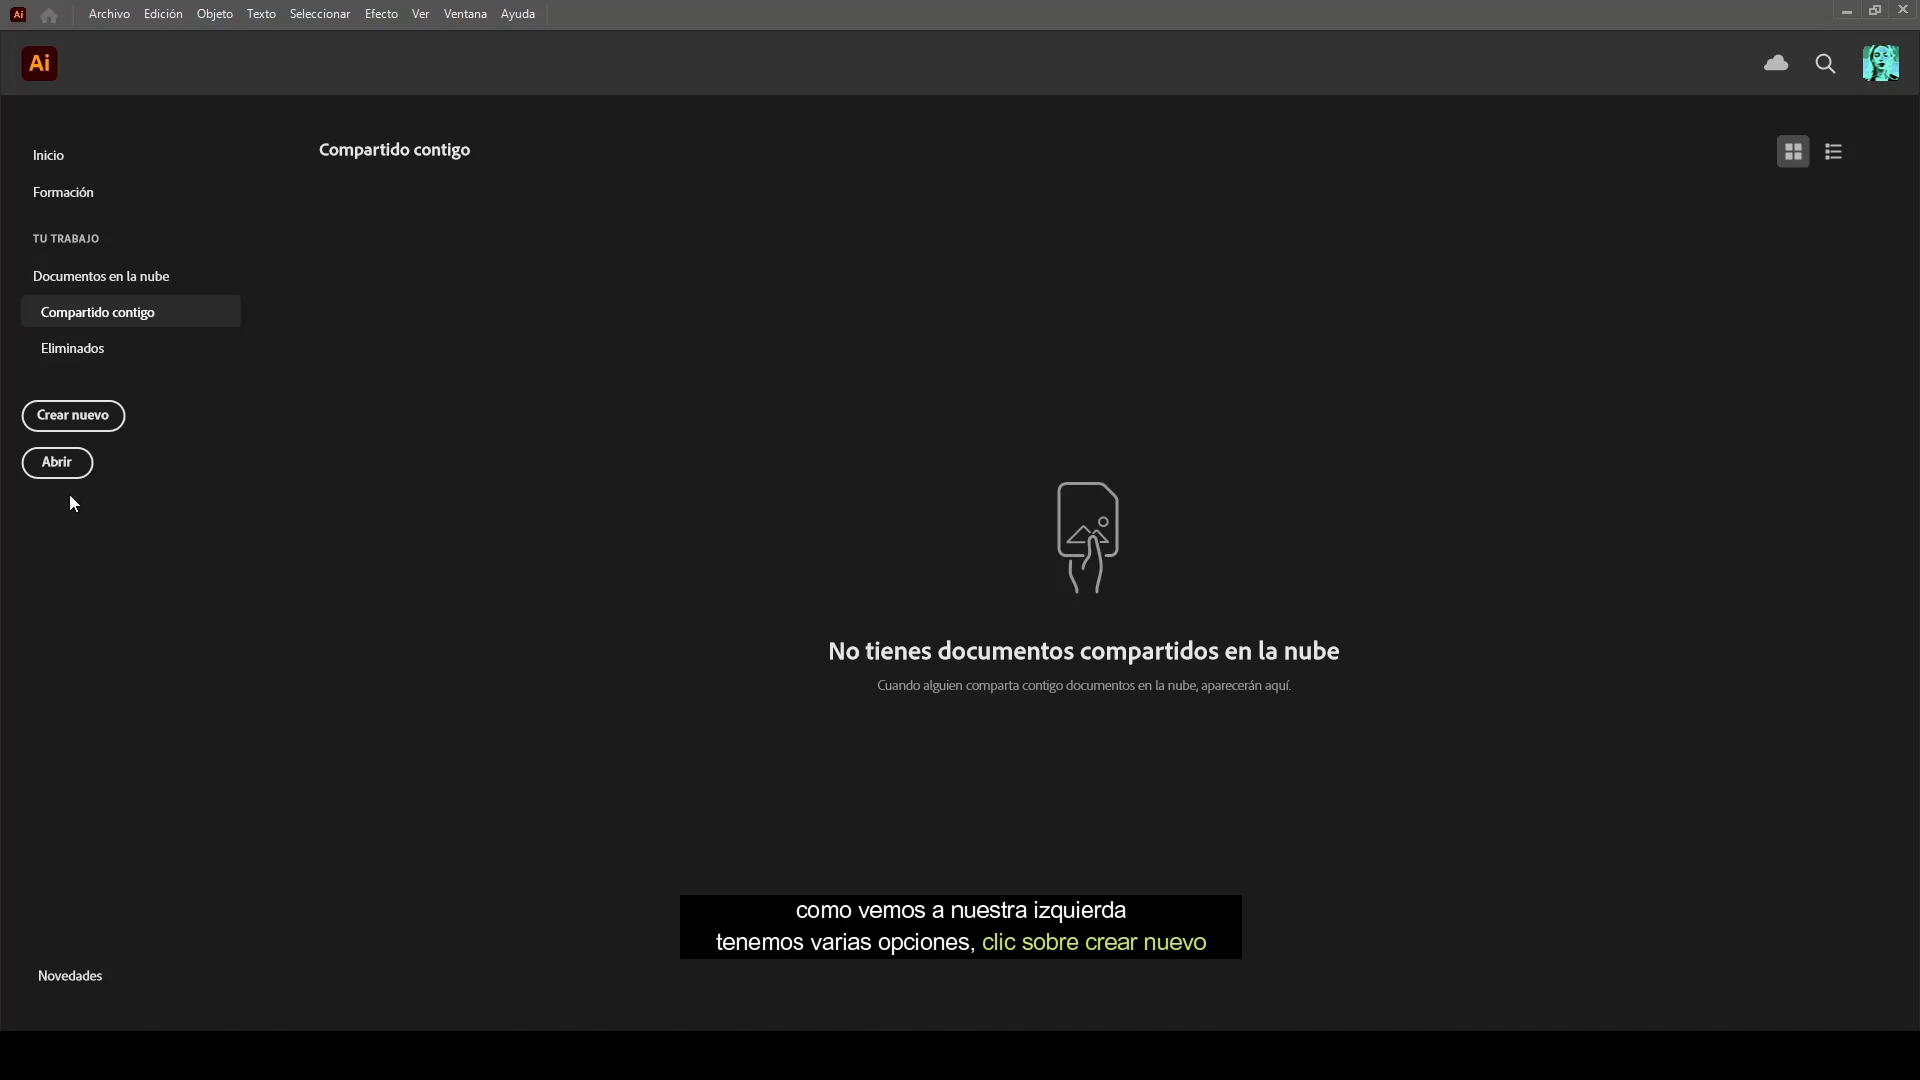 Ai
Archivo Edición Objeto Texto Seleccionar Efecto Ver Ventana Ayuda
Ai
Inicio
Formación
TU TRABAJO
Documentos en la nube
Compartido contigo
Eliminados
Crear nuevo
Abrir
Novedades
Compartido contigo
No tienes documentos compartidos en la nube
Cuando alguien comparta contigo documentos en la nube, aparecerán aquí.
como vemos a nuestra izquierda
tenemos varias opciones, clic sobre crear nuevo